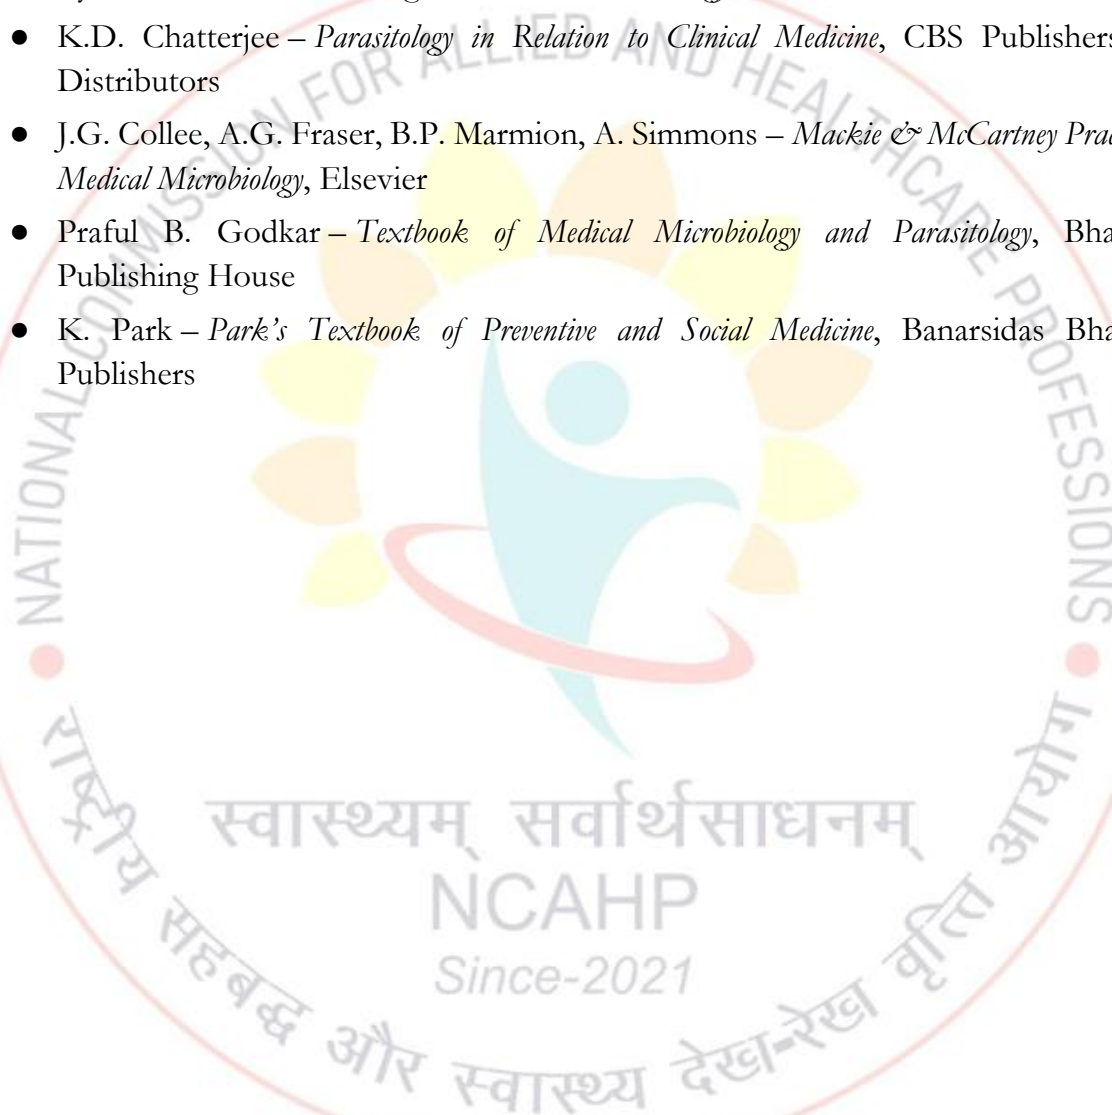 ● K.D. Chatterjee – Parasitology in Relation to Clinical Medicine, CBS Publishers
Distributors
● J.G. Collee, A.G. Fraser, B.P. Marmion, A. Simmons – Mackie & McCartney
Medical Microbiology, Elsevier
● Praful B. Godkar – Textbook of Medical Microbiology and Parasitology,
Publishing House
● K. Park – Park’s Textbook of Preventive and Social Medicine, Banarsidas
Publishers
NATIONAL COMMISSION FOR ALLIED AND HEALTHCARE PROFESSIONS
स्वास्थ्यम् सर्वार्थसाधनम्
NCAHP
Since-2021
राष्ट्रीय सहबद्ध और स्वास्थ्य देख-रेख वृत्ति आयोग